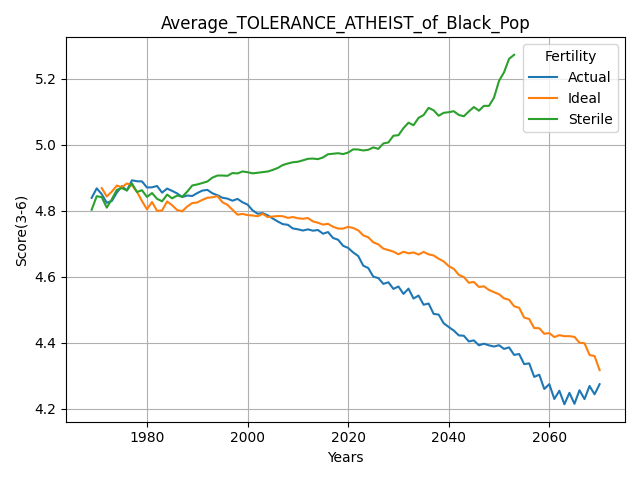 Average_TOLERANCE_ATHEIST_of_Black_Pop
Fertility
Actual
Ideal
Sterile
Score(3-6)
5.2
5.0
4.8
4.6
4.4
4.2
1980 2000 2020 2040 2060
Years